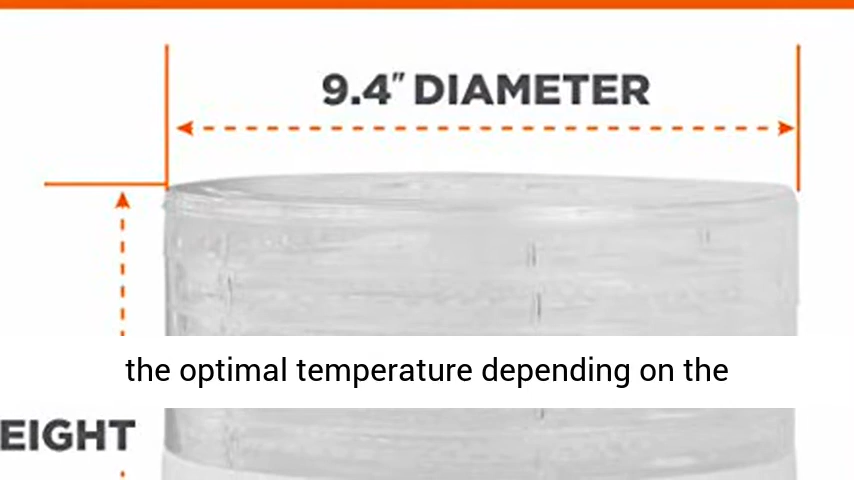 9.4" DIAMETER
the optimal temperature depending on the
EIGHT